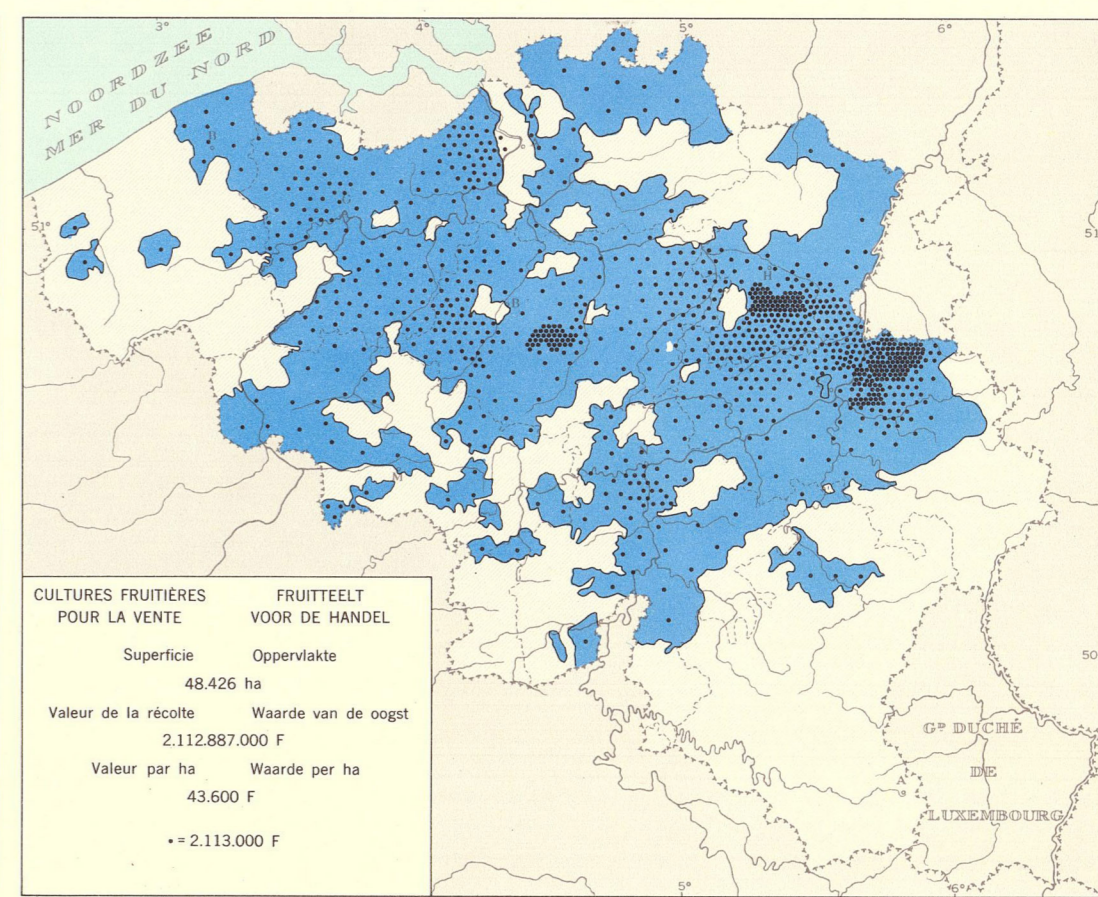 3°
4°
5°
6°
NOORDZEE
MER DU NORD
51°
51
B
G
H
B
L
N
M
50
CULTURES FRUITIÈRES
POUR LA VENTE
FRUITTEELT
VOOR DE HANDEL
Superficie Oppervlakte
48.426 ha
Valeur de la récolte Waarde van de oogst
2.112.887.000 F
Valeur par ha Waarde per ha
43.600 F
• = 2.113.000 F
Gᴅ DUCHÉ
DE
LUXEMBOURG
A
5°
6°